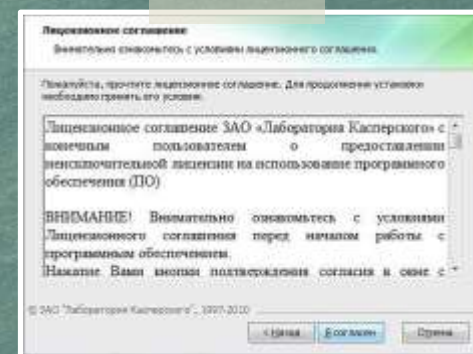 Лицензионное соглашение
Внимательно ознакомьтесь с условиями лицензионного соглашения.
Пожалуйста, прочтите лицензионное соглашение. Для продолжения установки
необходимо принять его условия.
Лицензионное соглашение ЗАО «Лаборатория Касперского» с
конечным пользователем о предоставлении
неисключительной лицензии на использование программного
обеспечения (ПО)
ВНИМАНИЕ! Внимательно ознакомьтесь с условиями
Лицензионного соглашения перед началом работы с
программным обеспечением.
Нажатие Вами кнопки подтверждения согласия в окне с
© ЗАО "Лаборатория Касперского", 1997-2010
< Назад Я согласен Отмена